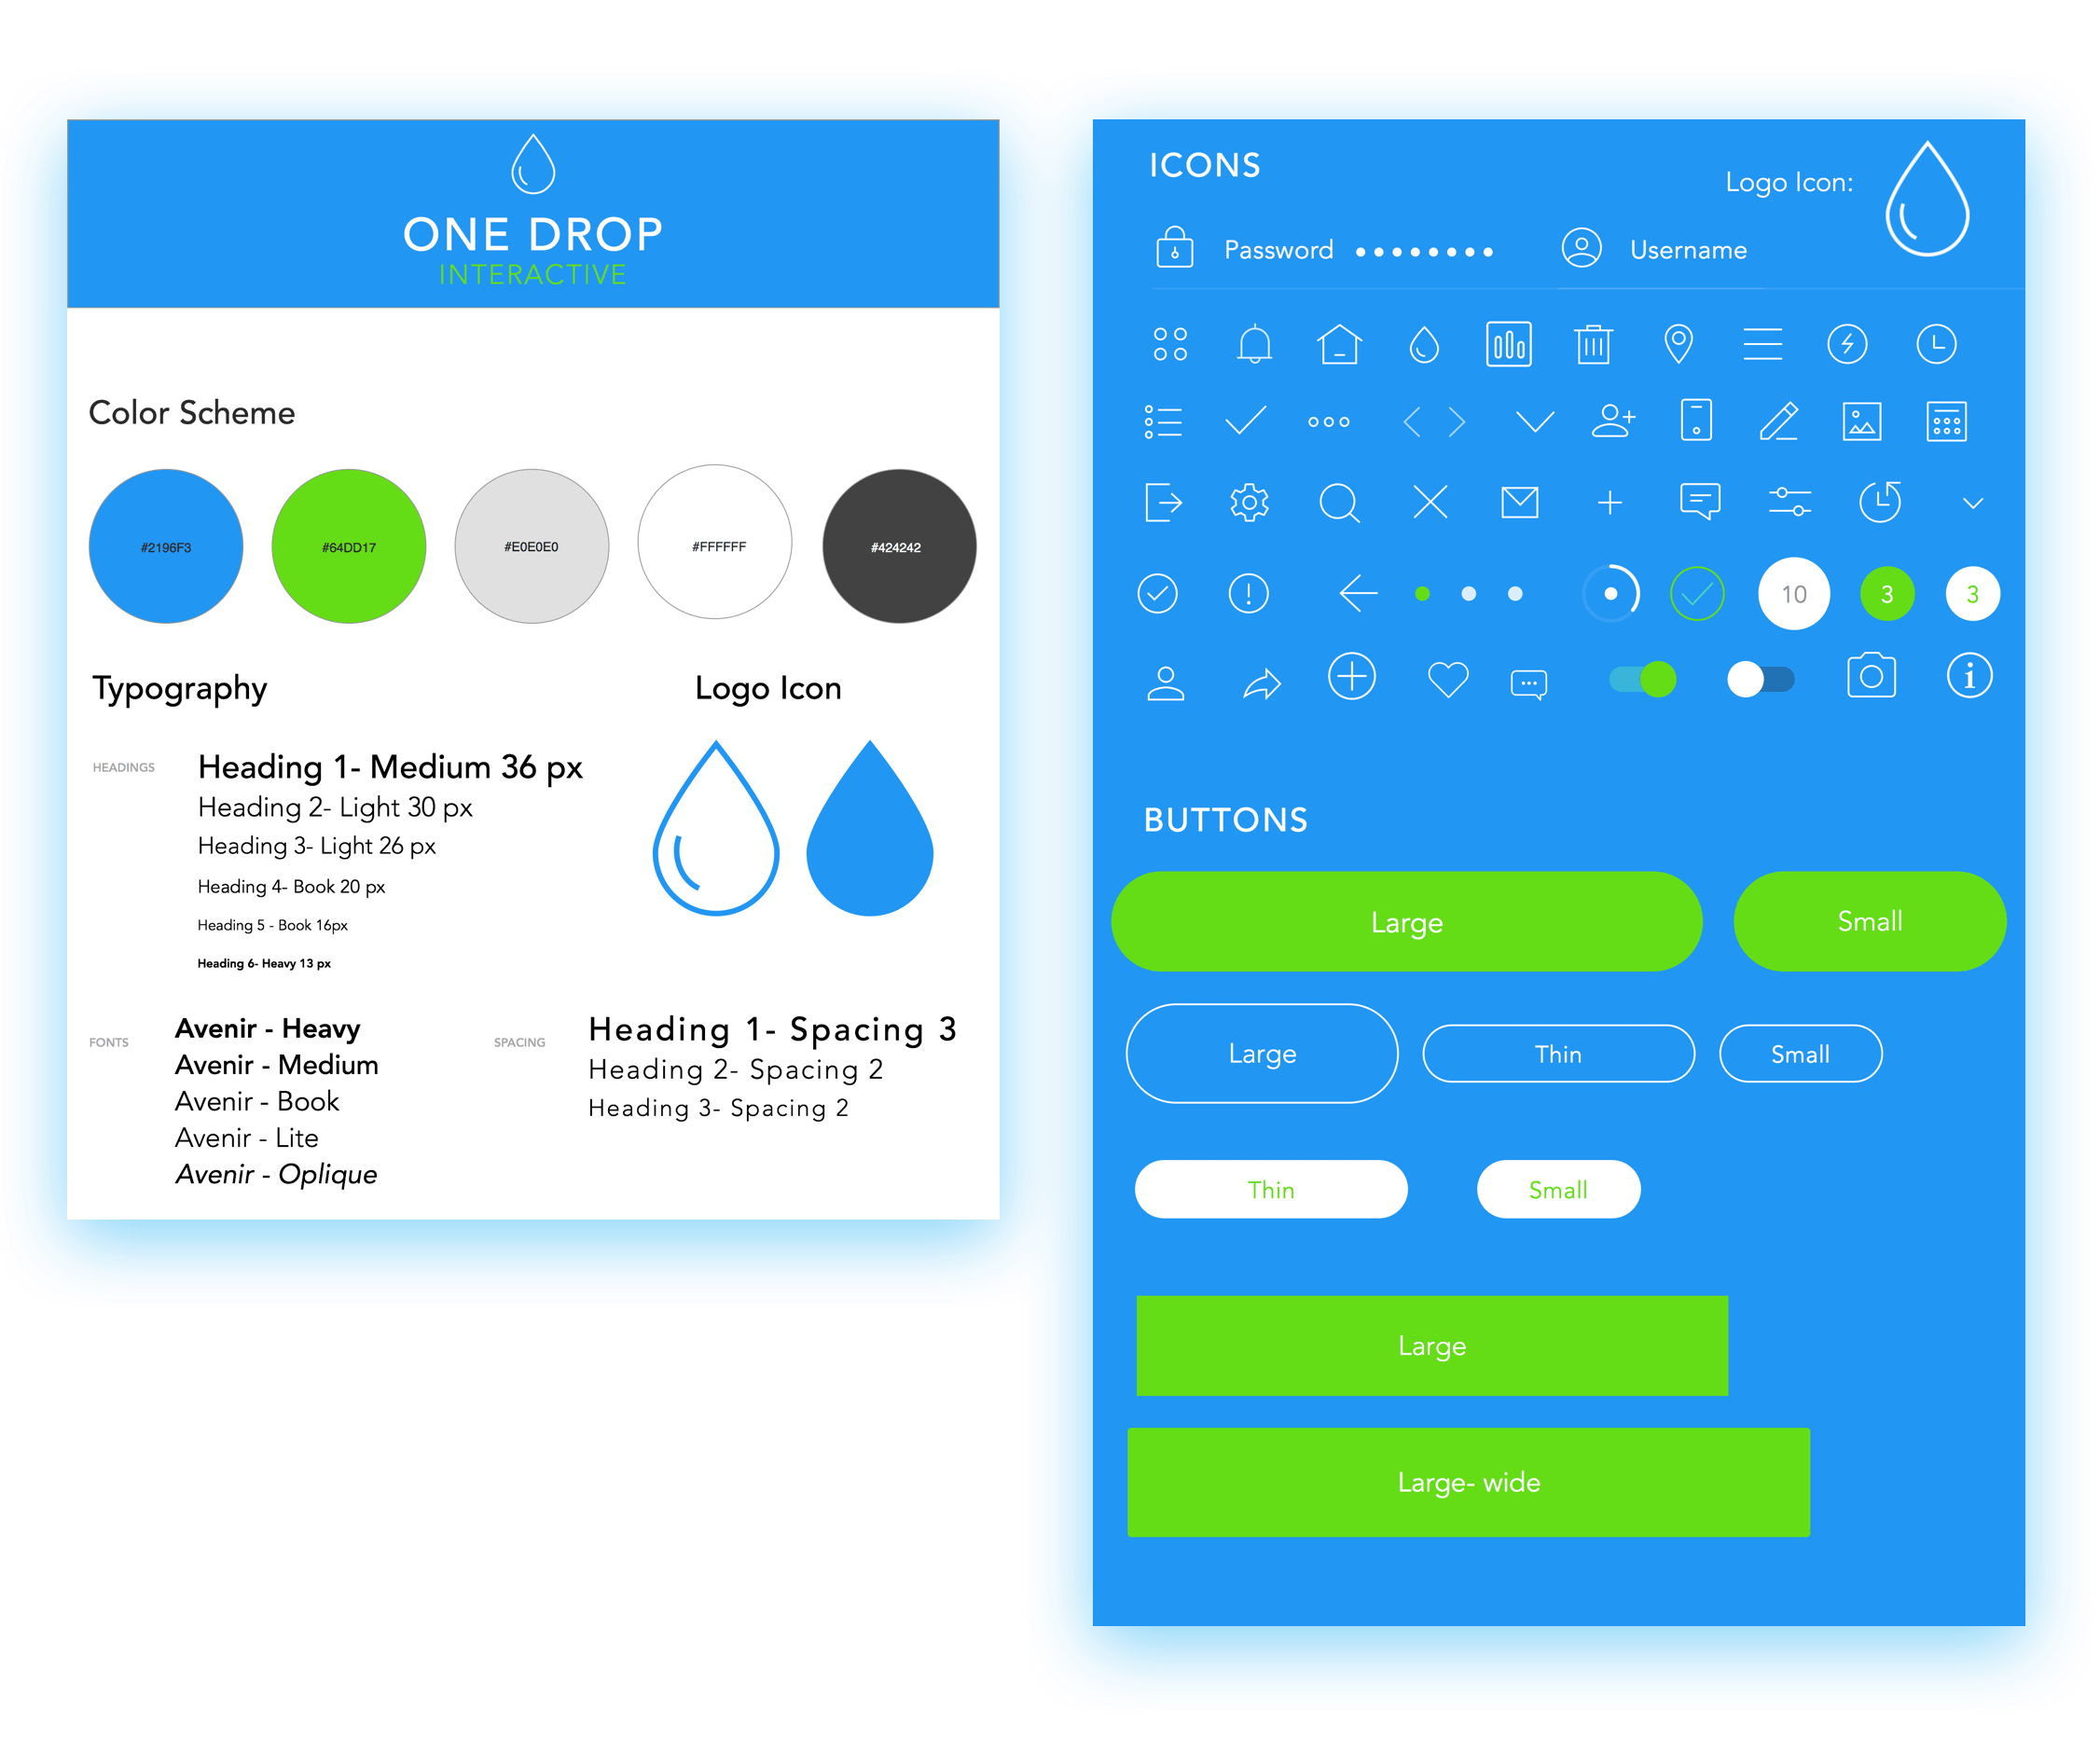 ONE DROP
INTERACTIVE
Color Scheme
#2196F3
#64DD17
#E0E0E0
#FFFFFF
#424242
Typography
Logo Icon
HEADINGS
Heading 1- Medium 36 px
Heading 2- Light 30 px
Heading 3- Light 26 px
Heading 4- Book 20 px
Heading 5 - Book 16px
Heading 6- Heavy 13 px
FONTS
Avenir - Heavy
Avenir - Medium
Avenir - Book
Avenir - Lite
Avenir - Oplique
SPACING
Heading 1- Spacing 3
Heading 2- Spacing 2
Heading 3- Spacing 2
ICONS
Logo Icon:
Password
Username
10
3
3
BUTTONS
Large
Small
Large
Thin
Small
Thin
Small
Large
Large- wide